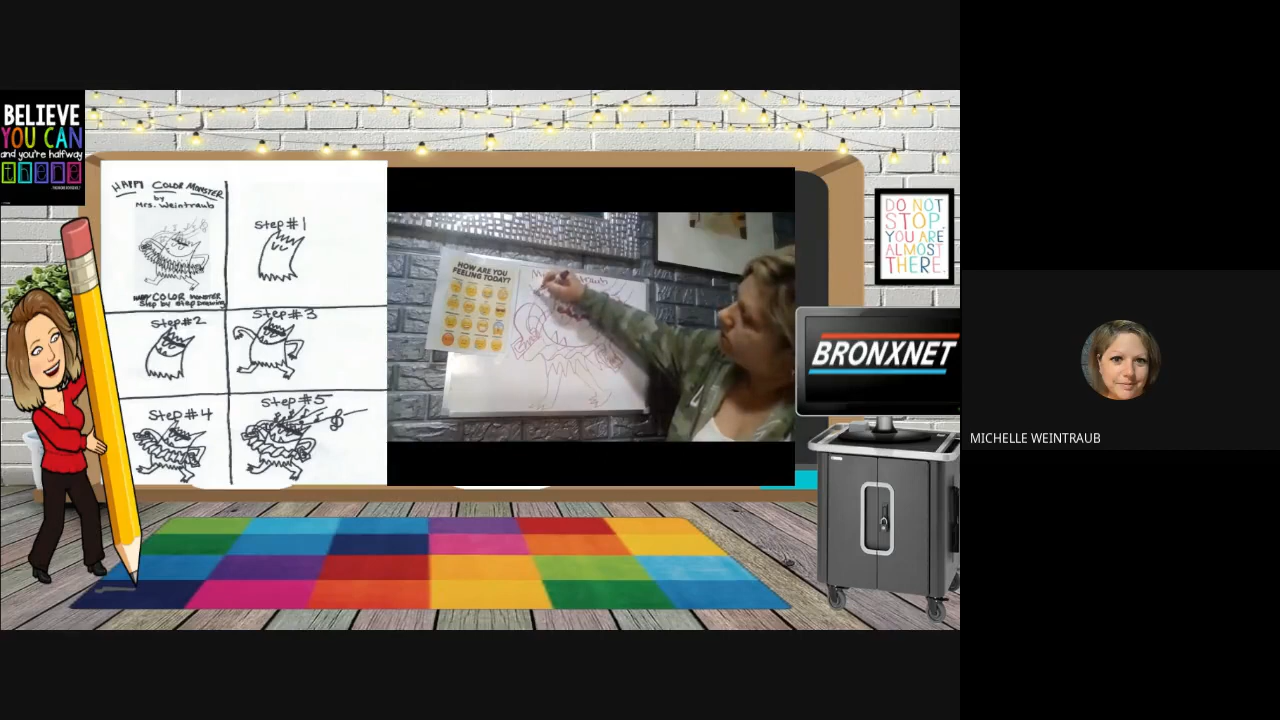 BELIEVE
YOU CAN
and you're halfway
there
HAPPY COLOR MONSTER
by
Mrs. Weintraub
HAPPY COLOR MONSTER
Step by Step Drawing
Step #1
Step #2
Step #3
Step #4
Step #5
HOW ARE YOU
FEELING TODAY?
DO NOT
STOP.
YOU ARE
ALMOST
THERE.
BRONXNET
MICHELLE WEINTRAUB